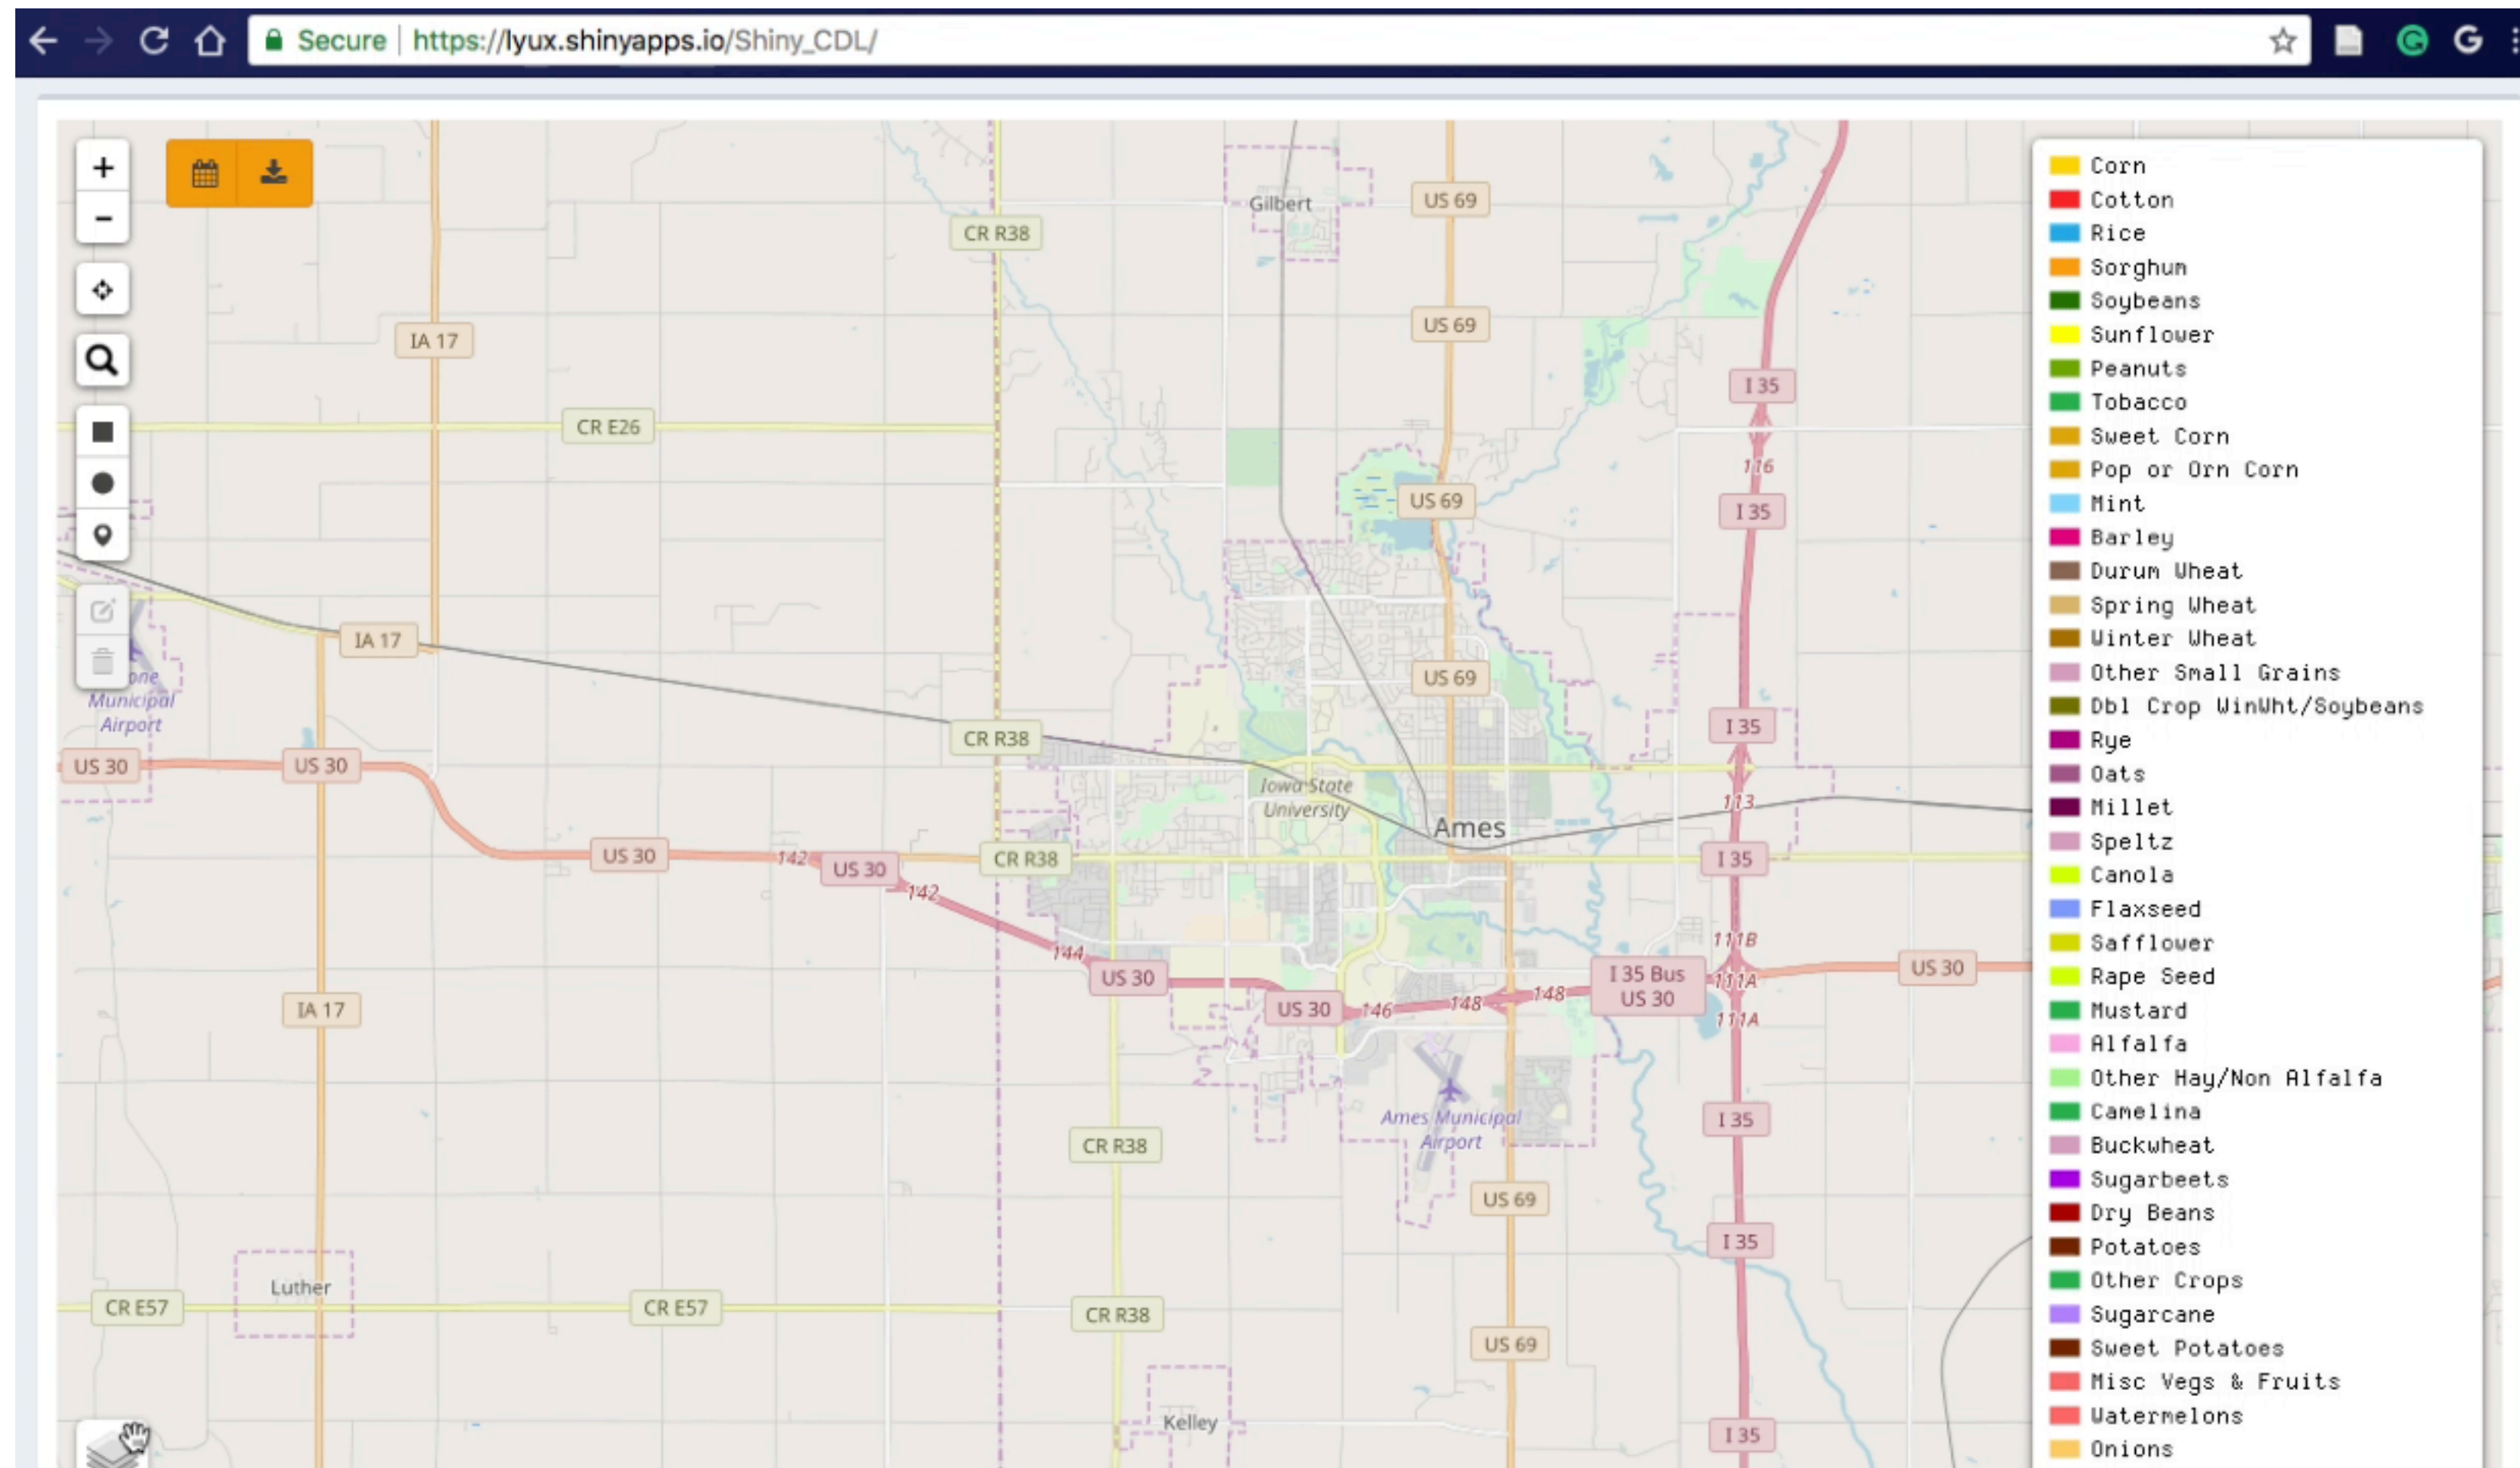 Secure | https://lyux.shinyapps.io/Shiny_CDL/
Gilbert
US 69
CR R38
US 69
IA 17
I 35
CR E26
116
US 69
I 35
IA 17
US 69
Municipal
Airport
I 35
CR R38
US 30
US 30
Iowa State
University
113
Ames
US 30
142
US 30
CR R38
I 35
142
144
111B
US 30
US 30
I 35 Bus
US 30
111A
US 30
146
148
148
111A
IA 17
Ames Municipal
Airport
I 35
CR R38
US 69
I 35
Luther
CR E57
CR E57
CR R38
US 69
Kelley
I 35
Corn
Cotton
Rice
Sorghum
Soybeans
Sunflower
Peanuts
Tobacco
Sweet Corn
Pop or Orn Corn
Mint
Barley
Durum Wheat
Spring Wheat
Winter Wheat
Other Small Grains
Dbl Crop WinWht/Soybeans
Rye
Oats
Millet
Speltz
Canola
Flaxseed
Safflower
Rape Seed
Mustard
Alfalfa
Other Hay/Non Alfalfa
Camelina
Buckwheat
Sugarbeets
Dry Beans
Potatoes
Other Crops
Sugarcane
Sweet Potatoes
Misc Vegs & Fruits
Watermelons
Onions